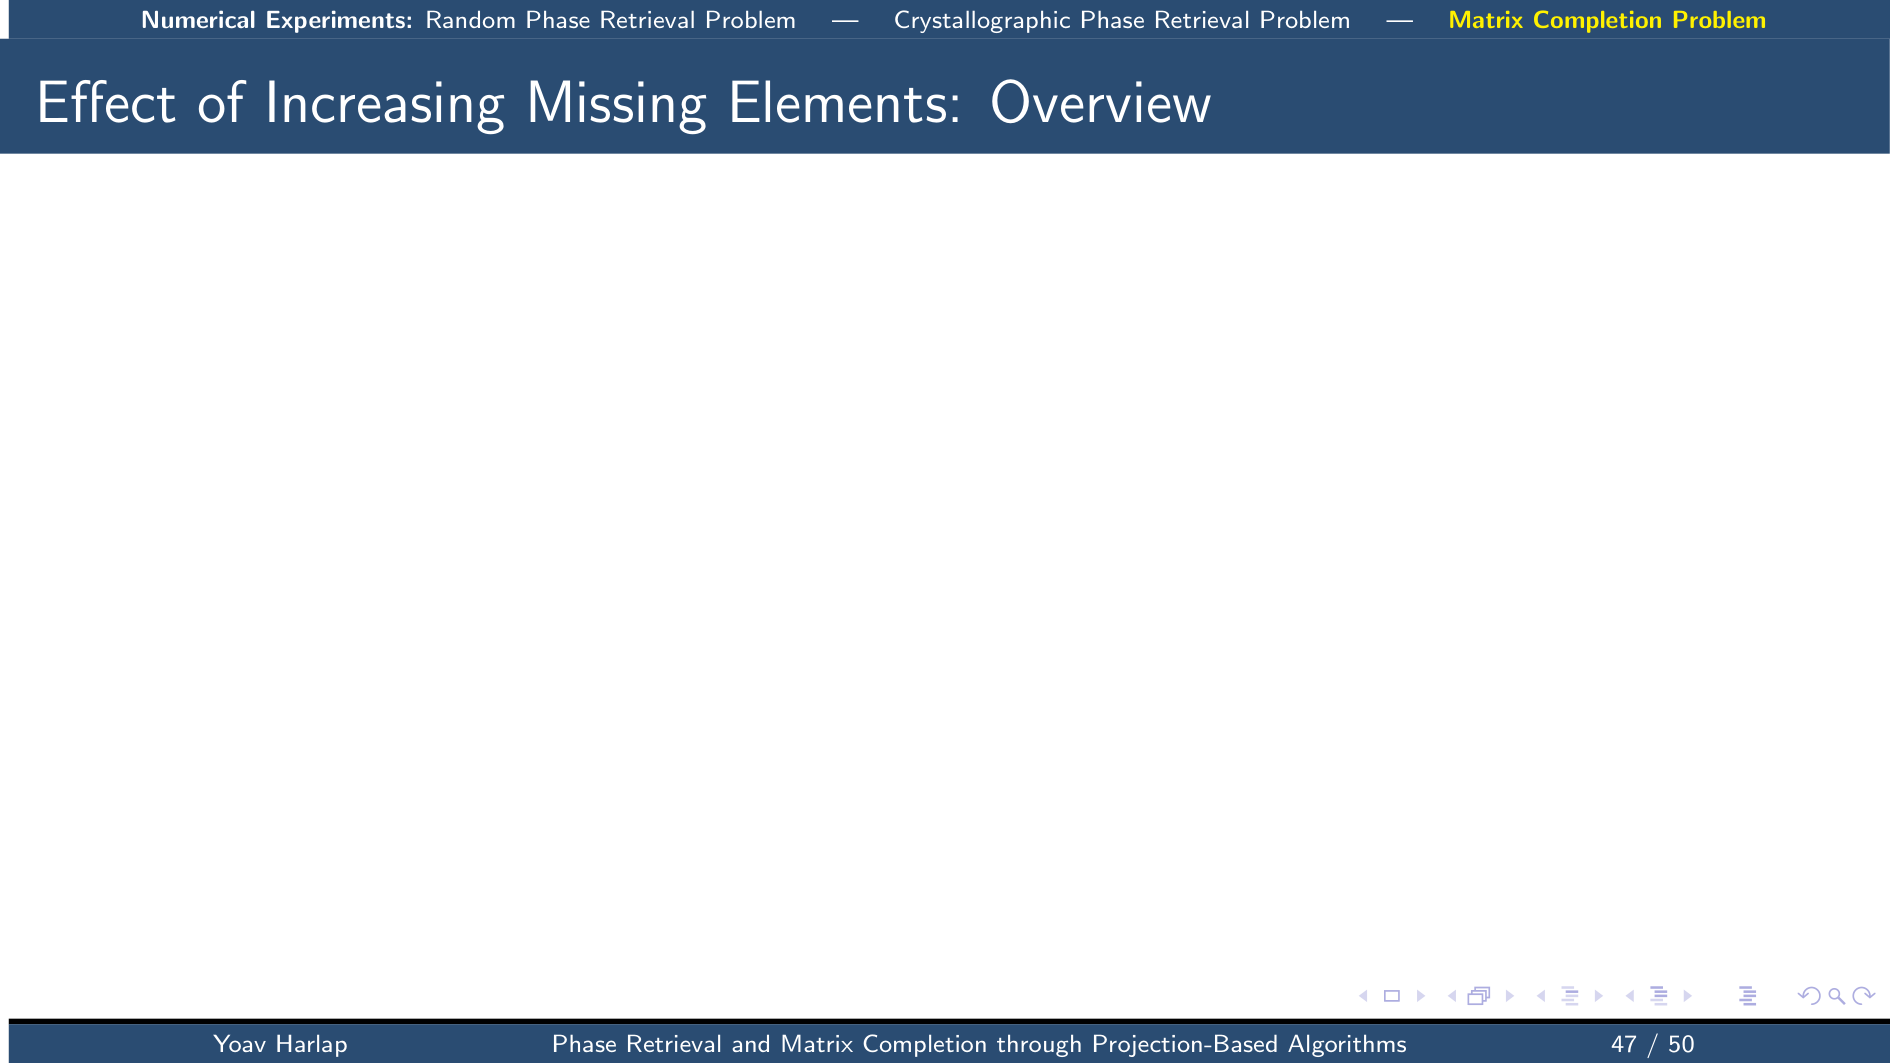 Numerical Experiments: Random Phase Retrieval Problem — Crystallographic Phase Retrieval Problem — Matrix Completion Problem
Effect of Increasing Missing Elements: Overview
Yoav Harlap Phase Retrieval and Matrix Completion through Projection-Based Algorithms 47 / 50